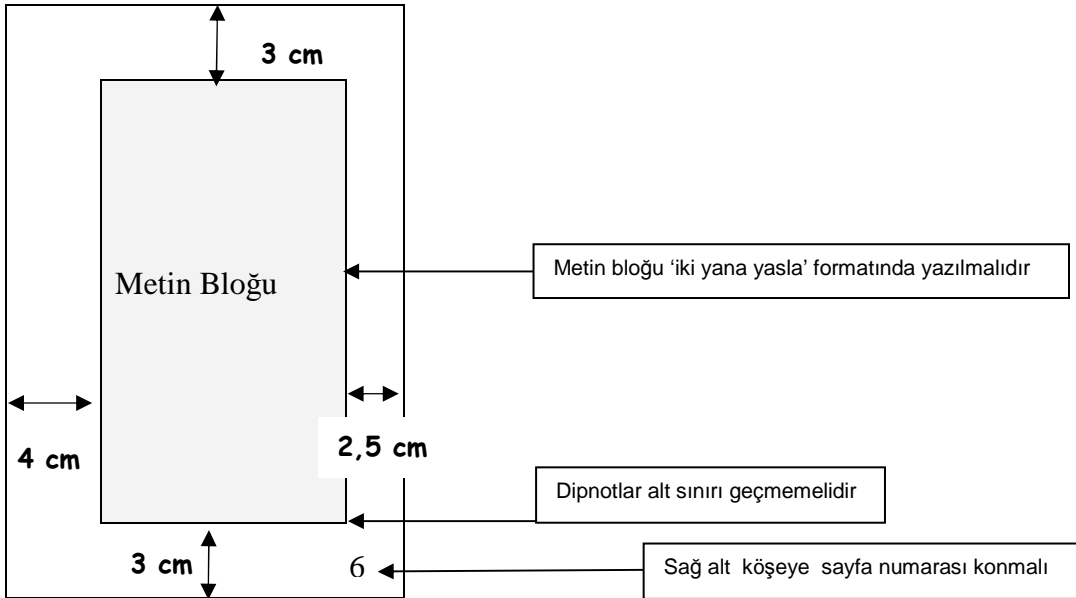 3 cm
Metin Bloğu
Metin bloğu ‘iki yana yasla’ formatında yazılmalıdır
4 cm
2,5 cm
Dipnotlar alt sınırı geçmemelidir
3 cm
6
Sağ alt köşeye sayfa numarası konmalı